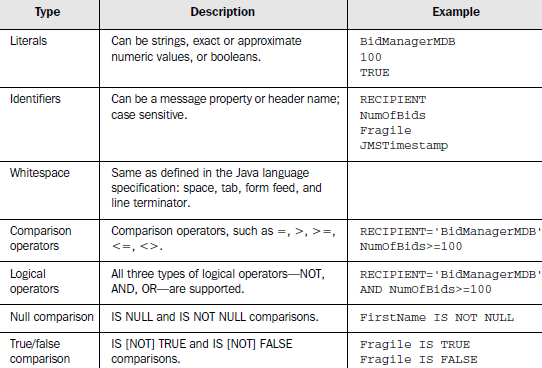 Type Description Example
Literals Can be strings, exact or approximate BidManagerMDB
numeric values, or booleans. 100
TRUE
Identifiers Can be a message property or header name; RECIPIENT
case sensitive. NumOfBids
Fragile
JMSTimestamp
Whitespace Same as defined in the Java language
specification: space, tab, form feed, and
line terminator.
Comparison Comparison operators, such as =, >, >=, RECIPIENT='BidManagerMDB'
operators <=, <>. NumOfBids>=100
Logical All three types of logical operators—NOT, RECIPIENT='BidManagerMDB'
operators AND, OR—are supported. AND NumOfBids>=100
Null comparison IS NULL and IS NOT NULL comparisons. FirstName IS NOT NULL
True/false IS [NOT] TRUE and IS [NOT] FALSE Fragile IS TRUE
comparison comparisons. Fragile IS FALSE